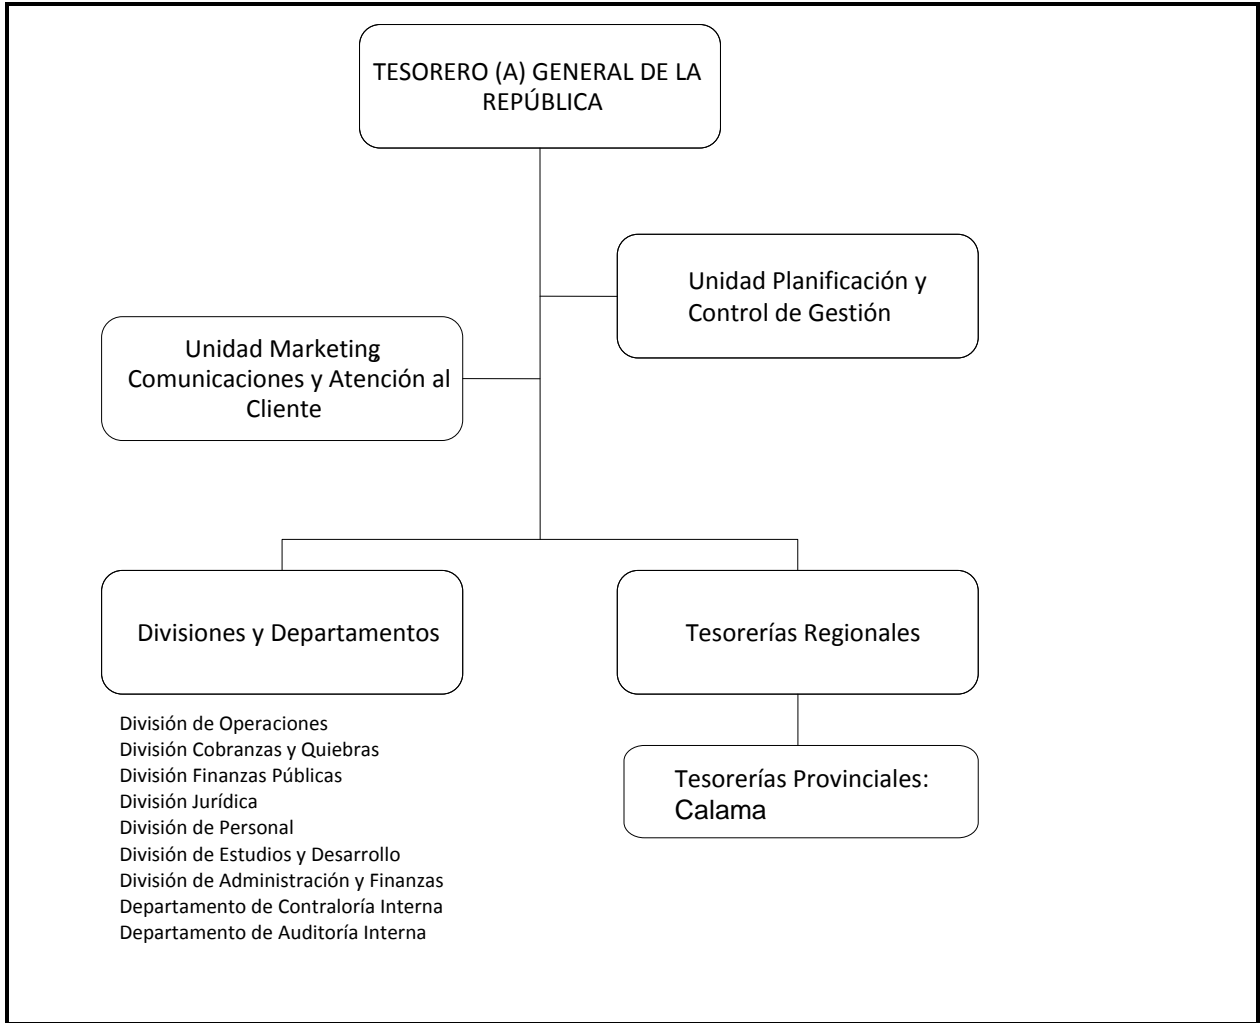 TESORERO (A) GENERAL DE LA
REPÚBLICA
Unidad Planificación y
Control de Gestión
Unidad Marketing,
Comunicaciones y Atención al
Cliente
Divisiones y Departamentos
Tesorerías Regionales
División de Operaciones
División Cobranzas y Quiebras
División Finanzas Públicas
División Jurídica
División de Personal
División de Estudios y Desarrollo
División de Administración y Finanzas
Departamento de Contraloría Interna
Departamento de Auditoría Interna
Tesorerías Provinciales:
Calama